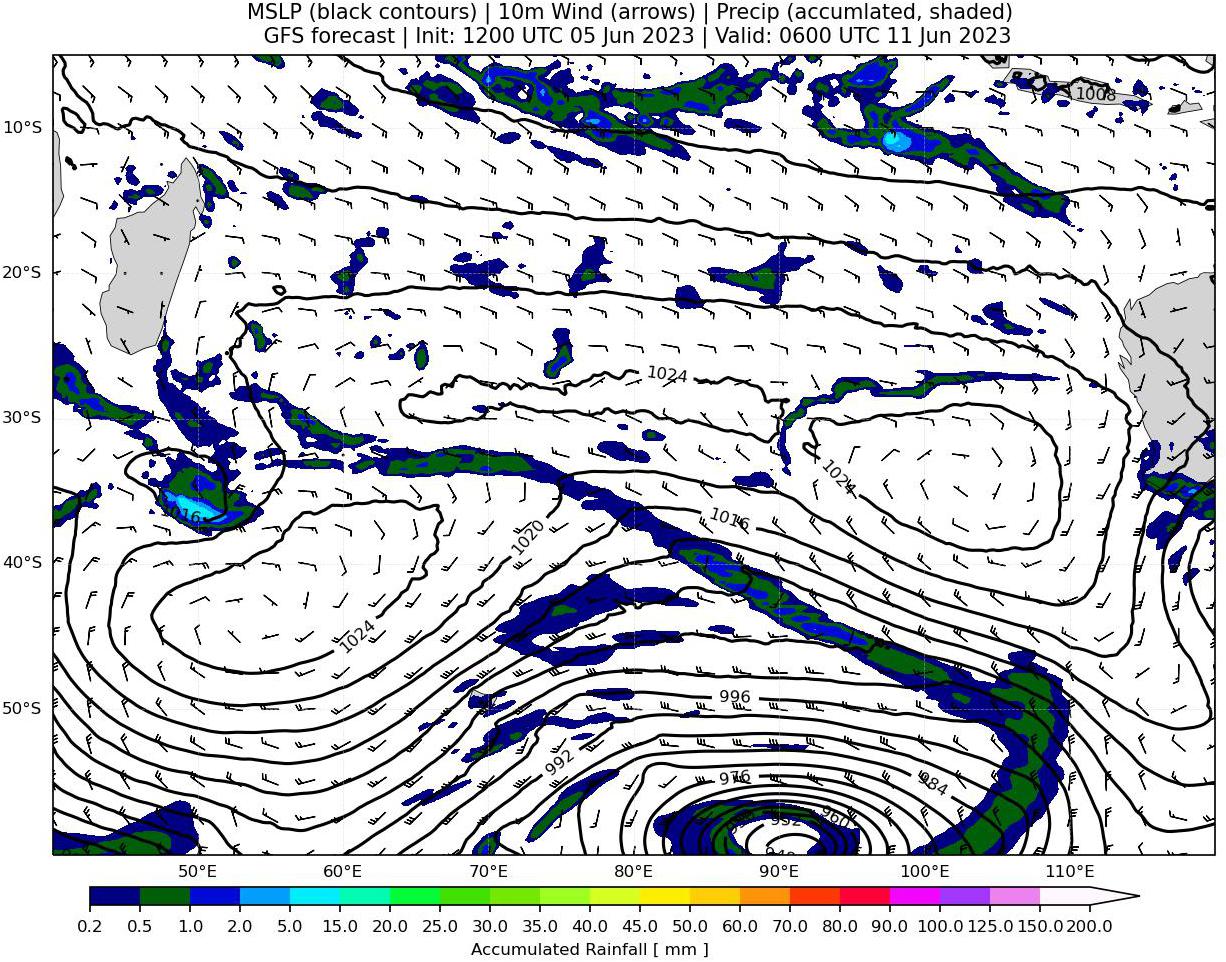 MSLP (black contours) | 10m Wind (arrows) | Precip (accumlated, shaded)
GFS forecast | Init: 1200 UTC 05 Jun 2023 | Valid: 0600 UTC 11 Jun 2023
1008
10°S
20°S
1024
30°S
1024
1016
1016
1020
40°S
1024
996
50°S
992
976
984
960
50°E
60°E
70°E
80°E
90°E
100°E
110°E
0.2
0.5
1.0
2.0
5.0
10.0
15.0
20.0
25.0
30.0
35.0
40.0
45.0
50.0
60.0
70.0
80.0
90.0
100.0
125.0
150.0
200.0
Accumulated Rainfall [ mm ]